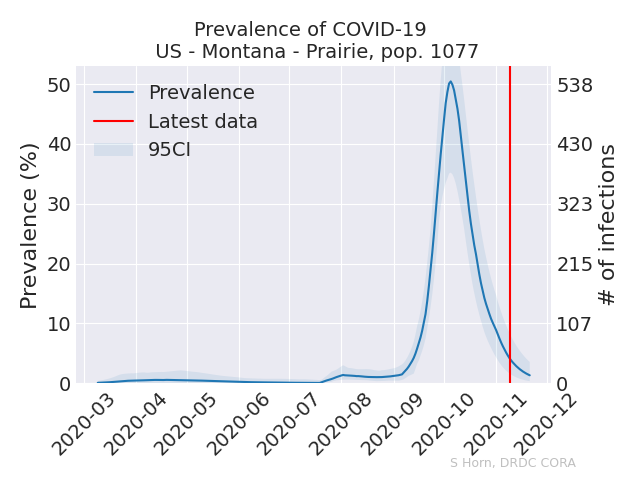 Prevalence of COVID-19
US - Montana - Prairie, pop. 1077
Prevalence (%)
50
40
30
20
10
0
Prevalence
Latest data
95CI
538
430
323
215
107
0
# of infections
2020-03
2020-04
2020-05
2020-06
2020-07
2020-08
2020-09
2020-10
2020-11
2020-12
S Horn, DRDC CORA